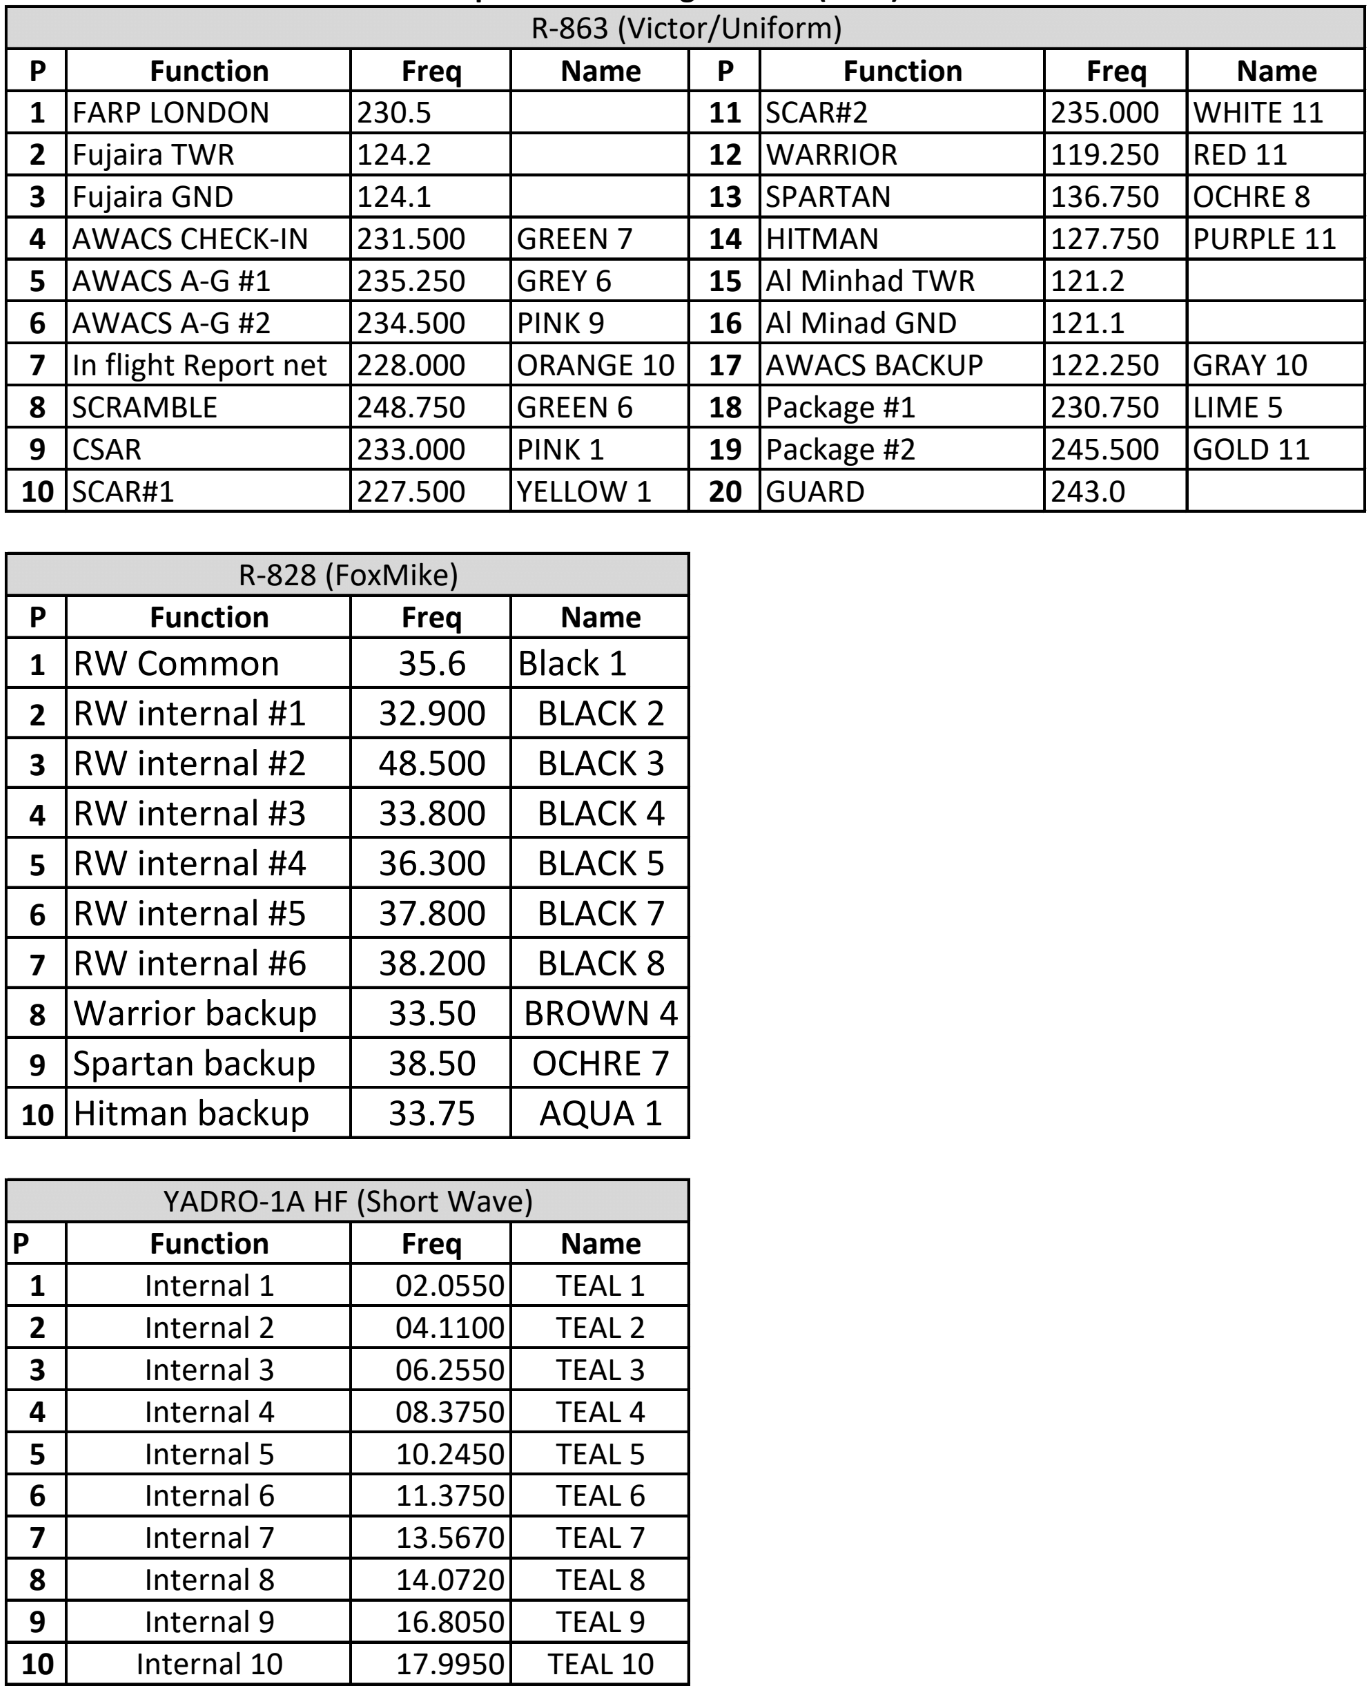 R-863 (Victor/Uniform)
P Function Freq Name P Function Freq Name
1 FARP LONDON 230.5 11 SCAR#2 235.000 WHITE 11
2 Fujaira TWR 124.2 12 WARRIOR 119.250 RED 11
3 Fujaira GND 124.1 13 SPARTAN 136.750 OCHRE 8
4 AWACS CHECK-IN 231.500 GREEN 7 14 HITMAN 127.750 PURPLE 11
5 AWACS A-G #1 235.250 GREY 6 15 Al Minhad TWR 121.2
6 AWACS A-G #2 234.500 PINK 9 16 Al Minad GND 121.1
7 In flight Report net 228.000 ORANGE 10 17 AWACS BACKUP 122.250 GRAY 10
8 SCRAMBLE 248.750 GREEN 6 18 Package #1 230.750 LIME 5
9 CSAR 233.000 PINK 1 19 Package #2 245.500 GOLD 11
10 SCAR#1 227.500 YELLOW 1 20 GUARD 243.0
R-828 (FoxMike)
P Function Freq Name
1 RW Common 35.6 Black 1
2 RW internal #1 32.900 BLACK 2
3 RW internal #2 48.500 BLACK 3
4 RW internal #3 33.800 BLACK 4
5 RW internal #4 36.300 BLACK 5
6 RW internal #5 37.800 BLACK 7
7 RW internal #6 38.200 BLACK 8
8 Warrior backup 33.50 BROWN 4
9 Spartan backup 38.50 OCHRE 7
10 Hitman backup 33.75 AQUA 1
YADRO-1A HF (Short Wave)
P Function Freq Name
1 Internal 1 02.0550 TEAL 1
2 Internal 2 04.1100 TEAL 2
3 Internal 3 06.2550 TEAL 3
4 Internal 4 08.3750 TEAL 4
5 Internal 5 10.2450 TEAL 5
6 Internal 6 11.3750 TEAL 6
7 Internal 7 13.5670 TEAL 7
8 Internal 8 14.0720 TEAL 8
9 Internal 9 16.8050 TEAL 9
10 Internal 10 17.9950 TEAL 10